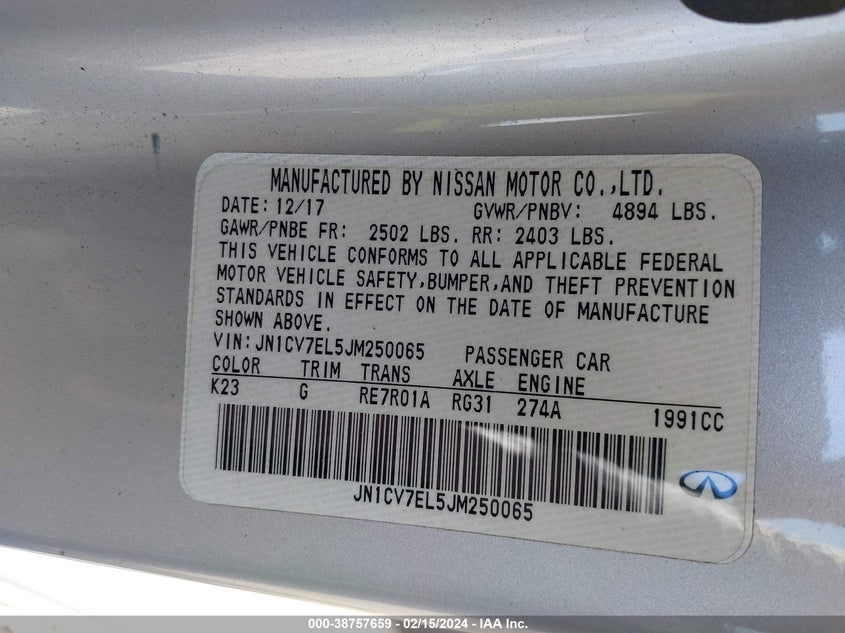 MANUFACTURED BY NISSAN MOTOR CO.,LTD.
DATE: 12/17 GVWR/PNBV: 4894 LBS.
GAWR/PNBE FR: 2502 LBS. RR: 2403 LBS.
THIS VEHICLE CONFORMS TO ALL APPLICABLE FEDERAL
MOTOR VEHICLE SAFETY,BUMPER,AND THEFT PREVENTION
STANDARDS IN EFFECT ON THE DATE OF MANUFACTURE
SHOWN ABOVE.
VIN:JN1CV7EL5JM250065 PASSENGER CAR
COLOR TRIM TRANS AXLE ENGINE
K23 G RE7R01A RG31 274A 1991CC
JN1CV7EL5JM250065
000-38757659 - 02/15/2024 - IAA Inc.